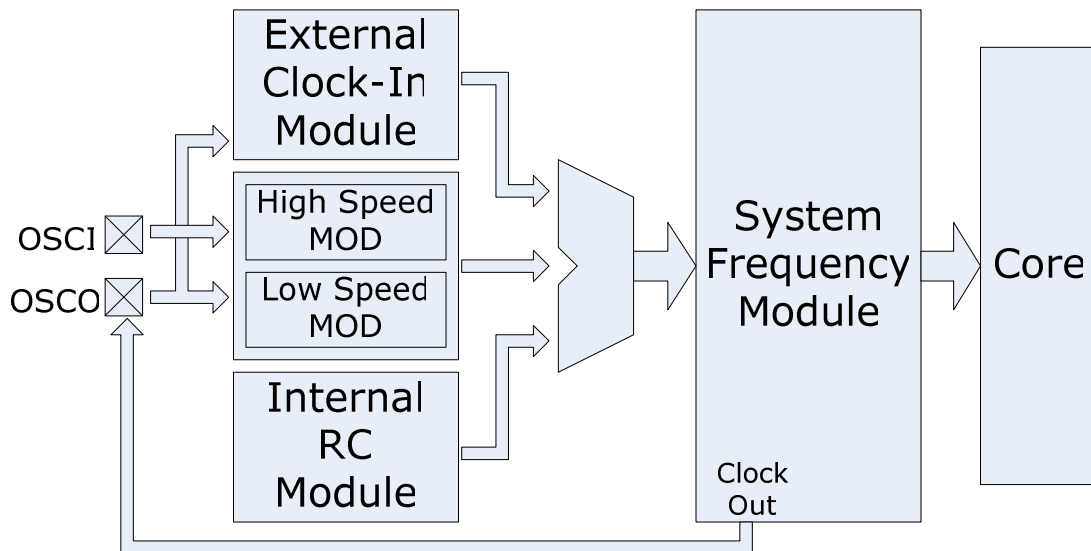 External
Clock-In
Module
High Speed
MOD
Low Speed
MOD
OSCI
OSCO
Internal
RC
Module
System
Frequency
Module
Clock
Out
Core